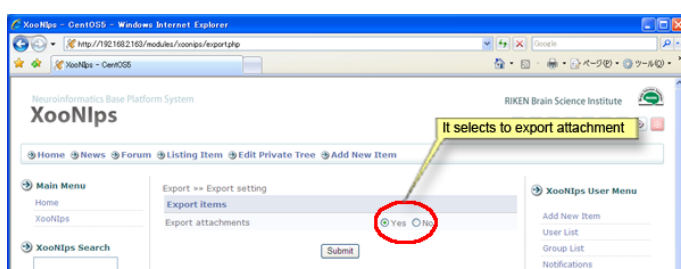 XooNIps - CentOS5 - Windows Internet Explorer
http://192.168.2.163/modules/xoonips/export.php
Google
XooNIps - CentOS5
ページ(P) ツール(O)
Neuroinformatics Base Platform System
XooNIps
RIKEN Brain Science Institute
It selects to export attachment
Home News Forum Listing Item Edit Private Tree Add New Item
Main Menu
Home
XooNIps
XooNIps Search
Export »» Export setting
Export items
Export attachments Yes No
Submit
XooNIps User Menu
Add New Item
User List
Group List
Notifications